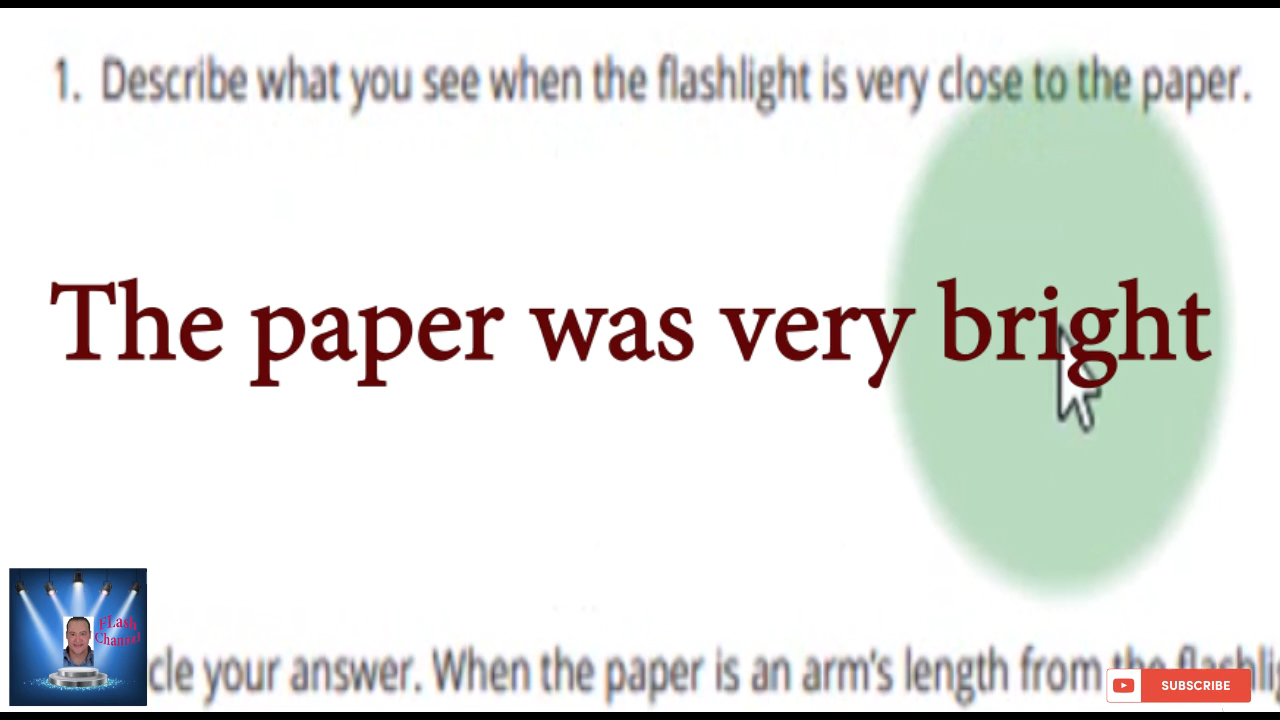 1. Describe what you see when the flashlight is very close to the paper.
The paper was very bright
FLash
Channel
cle your answer. When the paper is an arm's length from the flashlig
SUBSCRIBE